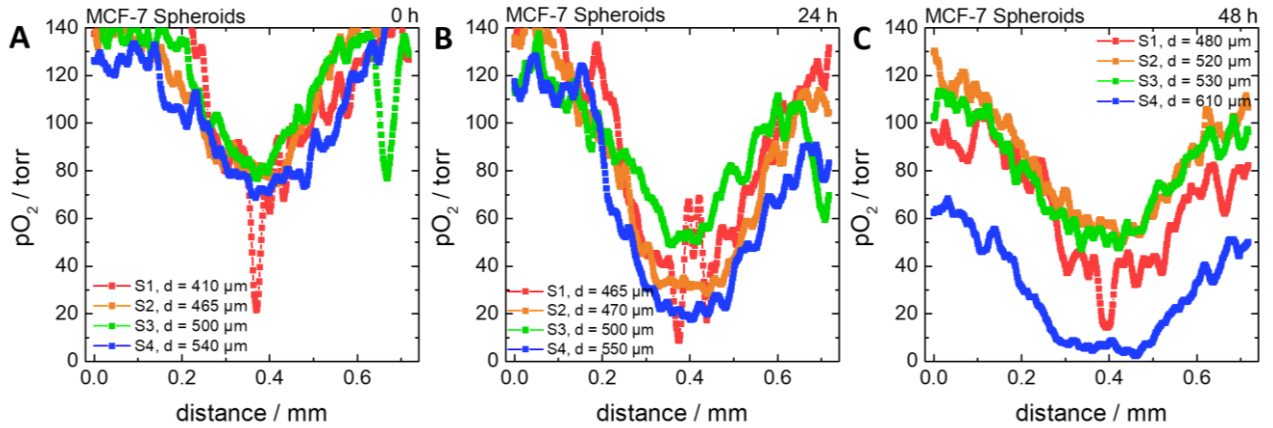 A
MCF-7 Spheroids 0 h
140
120
100
80
60
40
20
0
pO2 / torr
S1, d = 410 µm
S2, d = 465 µm
S3, d = 500 µm
S4, d = 540 µm
0.0 0.2 0.4 0.6
distance / mm
B
MCF-7 Spheroids 24 h
140
120
100
80
60
40
20
0
pO2 / torr
S1, d = 465 µm
S2, d = 470 µm
S3, d = 500 µm
S4, d = 550 µm
0.0 0.2 0.4 0.6
distance / mm
C
MCF-7 Spheroids 48 h
140
120
100
80
60
40
20
0
pO2 / torr
S1, d = 480 µm
S2, d = 520 µm
S3, d = 530 µm
S4, d = 610 µm
0.0 0.2 0.4 0.6
distance / mm